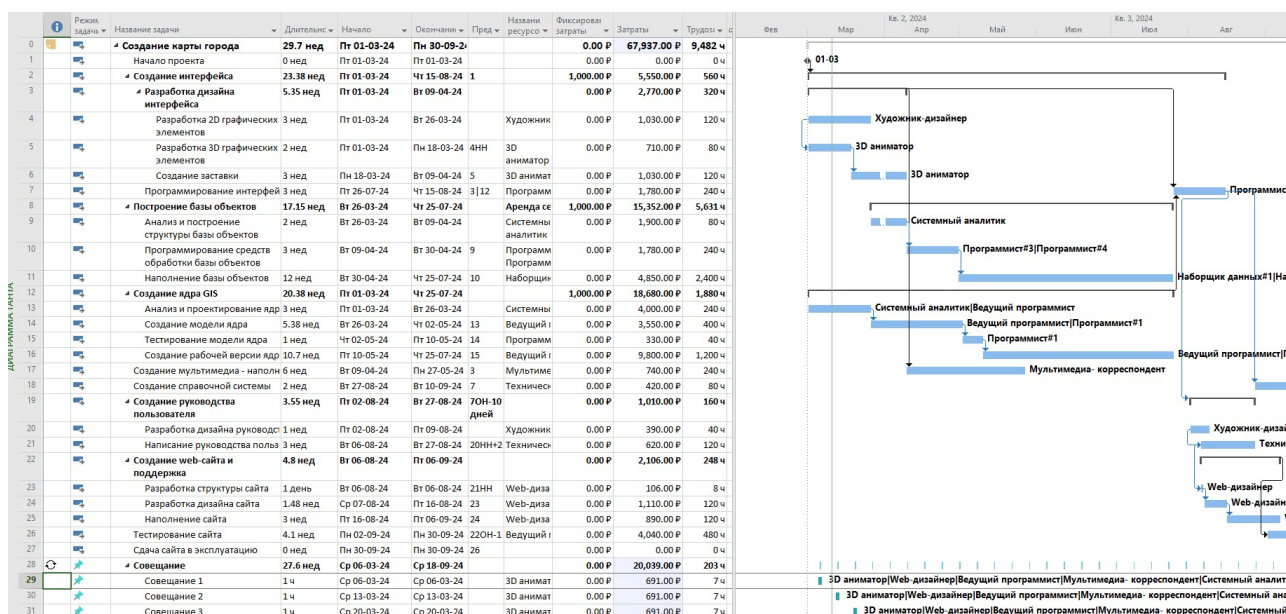 Кв. 2, 2024 Кв. 3, 2024
Режим задачи Название задачи Длительнс Начало Окончани Пред Названи ресурсо Фиксирован затраты Затраты Трудоза Фев Мар Апр Май Июн Июл Авг
0 Создание карты города 29.7 нед Пт 01-03-24 Пн 30-09-24 0.00 ₽ 67,937.00 ₽ 9,482 ч
1 Начало проекта 0 нед Пт 01-03-24 Пт 01-03-24 0.00 ₽ 0.00 ₽ 0 ч 01-03
2 Создание интерфейса 23.38 нед Пт 01-03-24 Чт 15-08-24 1 1,000.00 ₽ 5,550.00 ₽ 560 ч
3 Разработка дизайна интерфейса 5.35 нед Пт 01-03-24 Вт 09-04-24 0.00 ₽ 2,770.00 ₽ 320 ч
4 Разработка 2D графических элементов 3 нед Пт 01-03-24 Вт 26-03-24 Художник 0.00 ₽ 1,030.00 ₽ 120 ч Художник-дизайнер
5 Разработка 3D графических элементов 2 нед Пт 01-03-24 Пн 18-03-24 4НН 3D аниматор 0.00 ₽ 710.00 ₽ 80 ч 3D аниматор
6 Создание заставки 3 нед Пн 18-03-24 Вт 09-04-24 5 3D анимат 0.00 ₽ 1,030.00 ₽ 120 ч 3D аниматор
7 Программирование интерфей 3 нед Пт 26-07-24 Чт 15-08-24 3|12 Программ 0.00 ₽ 1,780.00 ₽ 240 ч Программис
8 Построение базы объектов 17.15 нед Вт 26-03-24 Чт 25-07-24 Аренда се 1,000.00 ₽ 15,352.00 ₽ 5,631 ч
9 Анализ и построение структуры базы объектов 2 нед Вт 26-03-24 Вт 09-04-24 Системны аналитик 0.00 ₽ 1,900.00 ₽ 80 ч Системный аналитик
10 Программирование средств обработки базы объектов 3 нед Вт 09-04-24 Вт 30-04-24 9 Программ Программ 0.00 ₽ 1,780.00 ₽ 240 ч Программист#3|Программист#4
11 Наполнение базы объектов 12 нед Вт 30-04-24 Чт 25-07-24 10 Наборщик 0.00 ₽ 4,850.00 ₽ 2,400 ч Наборщик данных#1|На
12 Создание ядра GIS 20.38 нед Пт 01-03-24 Чт 25-07-24 1,000.00 ₽ 18,680.00 ₽ 1,880 ч
13 Анализ и проектирование ядр 3 нед Пт 01-03-24 Вт 26-03-24 Системны 0.00 ₽ 4,000.00 ₽ 240 ч Системный аналитик|Ведущий программист
14 Создание модели ядра 5.38 нед Вт 26-03-24 Чт 02-05-24 13 Ведущий г 0.00 ₽ 3,550.00 ₽ 400 ч Ведущий программист|Программист#1
15 Тестирование модели ядра 1 нед Чт 02-05-24 Пт 10-05-24 14 Программ 0.00 ₽ 330.00 ₽ 40 ч Программист#1
16 Создание рабочей версии ядр 10.7 нед Пт 10-05-24 Чт 25-07-24 15 Ведущий г 0.00 ₽ 9,800.00 ₽ 1,200 ч Ведущий программист|П
17 Создание мультимедиа - наполн 6 нед Вт 09-04-24 Пн 27-05-24 3 Мультиме 0.00 ₽ 740.00 ₽ 240 ч Мультимедиа- корреспондент
18 Создание справочной системы 2 нед Вт 27-08-24 Вт 10-09-24 7 Техническ 0.00 ₽ 420.00 ₽ 80 ч
19 Создание руководства пользователя 3.55 нед Пт 02-08-24 Вт 27-08-24 7ОН-10 дней 0.00 ₽ 1,010.00 ₽ 160 ч
20 Разработка дизайна руководст 1 нед Пт 02-08-24 Пт 09-08-24 Художник 0.00 ₽ 390.00 ₽ 40 ч Художник-дизай
21 Написание руководства польз 3 нед Вт 06-08-24 Вт 27-08-24 20НН+2 Техническ 0.00 ₽ 620.00 ₽ 120 ч Техни
22 Создание web-сайта и поддержка 4.8 нед Вт 06-08-24 Пт 06-09-24 0.00 ₽ 2,106.00 ₽ 248 ч
23 Разработка структуры сайта 1 день Вт 06-08-24 Вт 06-08-24 21НН Web-диза 0.00 ₽ 106.00 ₽ 8 ч Web-дизайнер
24 Разработка дизайна сайта 1.48 нед Ср 07-08-24 Пт 16-08-24 23 Web-диза 0.00 ₽ 1,110.00 ₽ 120 ч Web-дизайн
25 Наполнение сайта 3 нед Пт 16-08-24 Пт 06-09-24 24 Web-диза 0.00 ₽ 890.00 ₽ 120 ч
26 Тестирование сайта 4.1 нед Пн 02-09-24 Пн 30-09-24 22ОН-1 Ведущий г 0.00 ₽ 4,040.00 ₽ 480 ч
27 Сдача сайта в эксплуатацию 0 нед Пн 30-09-24 Пн 30-09-24 26 0.00 ₽ 0.00 ₽ 0 ч
28 Совещание 27.6 нед Ср 06-03-24 Ср 18-09-24 0.00 ₽ 20,039.00 ₽ 203 ч
29 Совещание 1 1 ч Ср 06-03-24 Ср 06-03-24 3D анимат 0.00 ₽ 691.00 ₽ 7 ч 3D аниматор|Web-дизайнер|Ведущий программист|Мультимедиа- корреспондент|Системный аналит
30 Совещание 2 1 ч Ср 13-03-24 Ср 13-03-24 3D анимат 0.00 ₽ 691.00 ₽ 7 ч 3D аниматор|Web-дизайнер|Ведущий программист|Мультимедиа- корреспондент|Системный ана
31 Совещание 3 1 ч Ср 20-03-24 Ср 20-03-24 3D анимат 0.00 ₽ 691.00 ₽ 7 ч 3D аниматор|Web-дизайнер|Ведущий программист|Мультимедиа- корреспондент|Системный
ДИАГРАММА ГАНТА